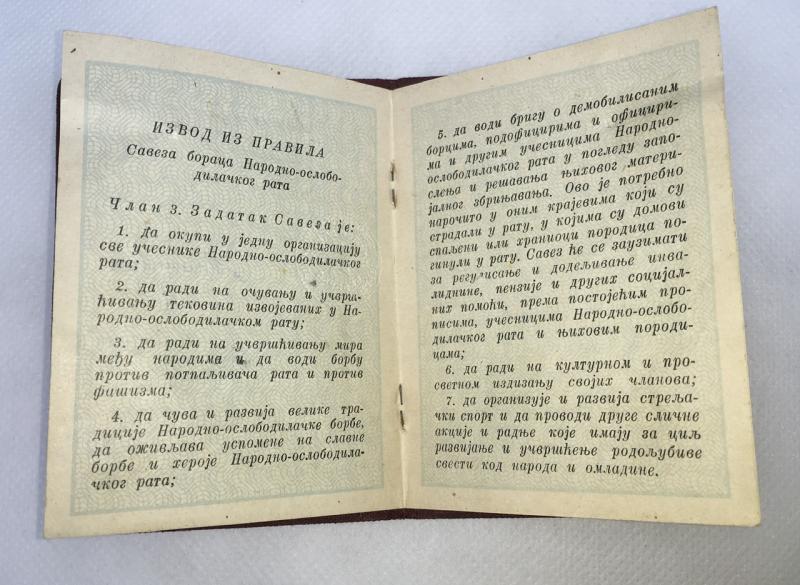 ИЗВОД ИЗ ПРАВИЛА
Савеза бораца Народно-ослобо-
дилачког рата
Члан 3. Задатак Савеза је:
1. да окупи у једну организацију
све учеснике Народно-ослободилачког
рата;
2. да ради на очувању и учврш-
ћивању тековина извојеваних у На-
родно-ослободилачком рату;
3. да ради на учвршћивању мира
међу народима и да води борбу
против потпаљивача рата и против
фашизма;
4. да чува и развија велике тра-
диције Народно-ослободилачке борбе,
да оживљава успомене на славне
борбе и хероје Народно-ослободила-
чког рата;
5. да води бригу о демобилисаним
борцима, подофицирима и официри-
ма и другим учесницима Народно-
ослободилачког рата у погледу запо-
слења и решавања њиховог матери-
јалног збрињавања. Ово је потребно
нарочито у оним крајевима који су
страдали у рату, у којима су домови
спаљени или храниоци породица по-
гинули у рату. Савез ће се заузимати
за регулисање и додељивање инва-
лиднине, пензије и других социјал-
них помоћи, према постојећим про-
писима, учесницима Народно-ослобо-
дилачког рата и њиховим породи-
цама;
6. да ради на културном и про-
светном издизању својих чланова;
7. да организује и развија стреља-
чки спорт и да проводи друге сличне
акције и радње које имају за циљ
развијање и учвршћење родољубиве
свести код народа и омладине.